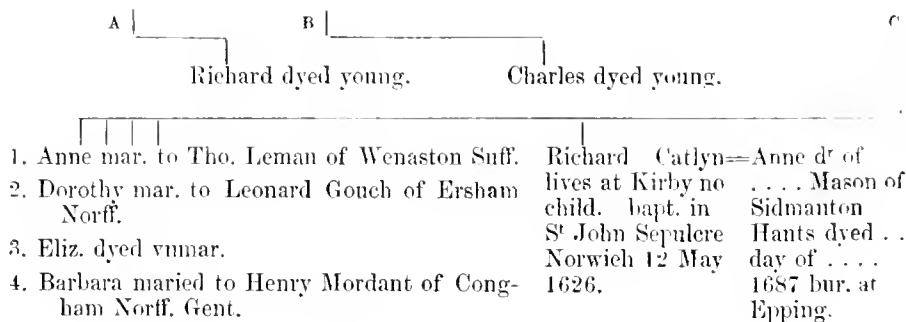 A B C
Richard dyed young. Charles dyed young.
1. Anne mar. to Tho. Leman of Wenaston Suff.
2. Dorothy mar. to Leonard Gouch of Ersham
Norff.
3. Eliz. dyed vnmar.
4. Barbara maried to Henry Mordant of Cong-
ham Norff. Gent.
Richard Catlyn=Anne dr of
lives at Kirby no
child. bapt. in
St John Sepulcre
Norwich 12 May
1626.
. . . . Mason of
Sidmanton
Hants dyed . .
day of . . . .
1687 bur. at
Epping.